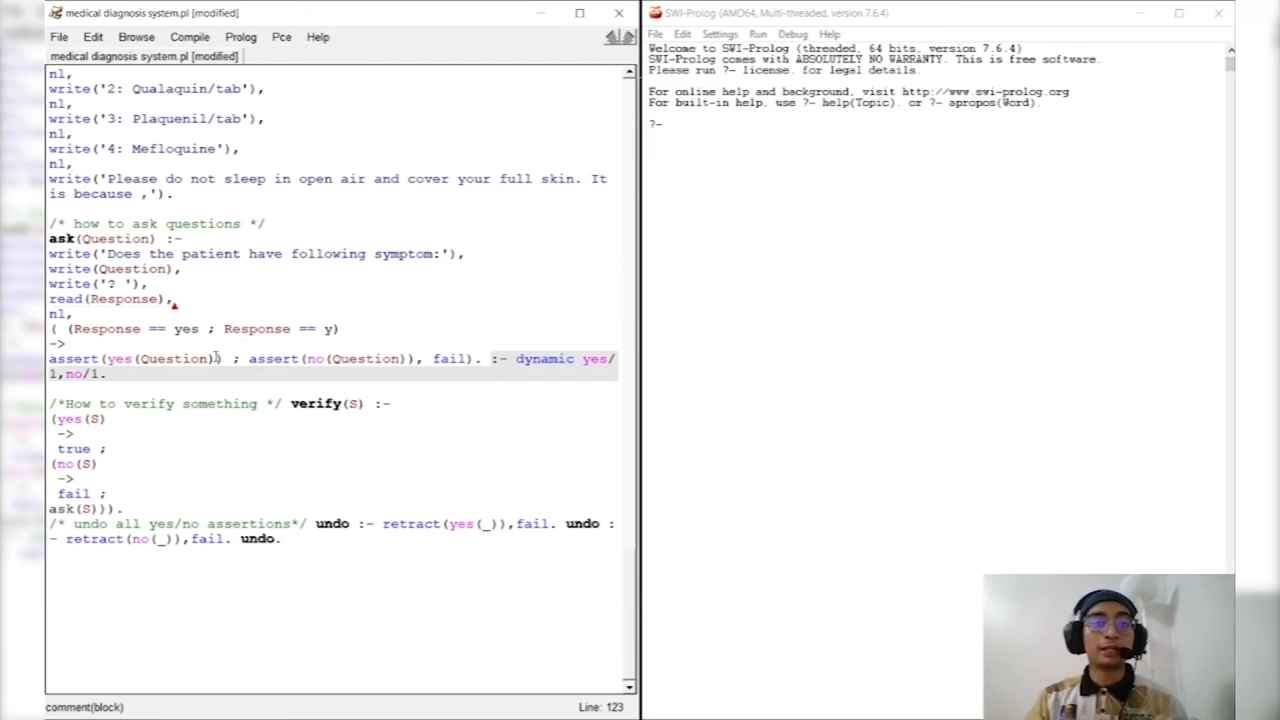 medical diagnosis system.pl [modified]
File Edit Browse Compile Prolog Pce Help
medical diagnosis system.pl [modified]
nl,
write('2: Qualaquin/tab'),
nl,
write('3: Plaquenil/tab'),
nl,
write('4: Mefloquine'),
nl,
write('Please do not sleep in open air and cover your full skin. It
is because ,').
/* how to ask questions */
ask(Question) :-
write('Does the patient have following symptom:'),
write(Question),
write('? '),
read(Response),
nl,
( (Response == yes ; Response == y)
->
assert(yes(Question)) ; assert(no(Question)), fail). :- dynamic yes/
1,no/1.
/*How to verify something */ verify(S) :-
(yes(S)
->
true ;
(no(S)
->
fail ;
ask(S))).
/* undo all yes/no assertions*/ undo :- retract(yes(_)),fail. undo :
- retract(no(_)),fail. undo.
comment(block)
Line: 123
SWI-Prolog (AMD64, Multi-threaded, version 7.6.4)
File Edit Settings Run Debug Help
Welcome to SWI-Prolog (threaded, 64 bits, version 7.6.4)
SWI-Prolog comes with ABSOLUTELY NO WARRANTY. This is free software.
Please run ?- license. for legal details.
For online help and background, visit http://www.swi-prolog.org
For built-in help, use ?- help(Topic). or ?- apropos(Word).
?-